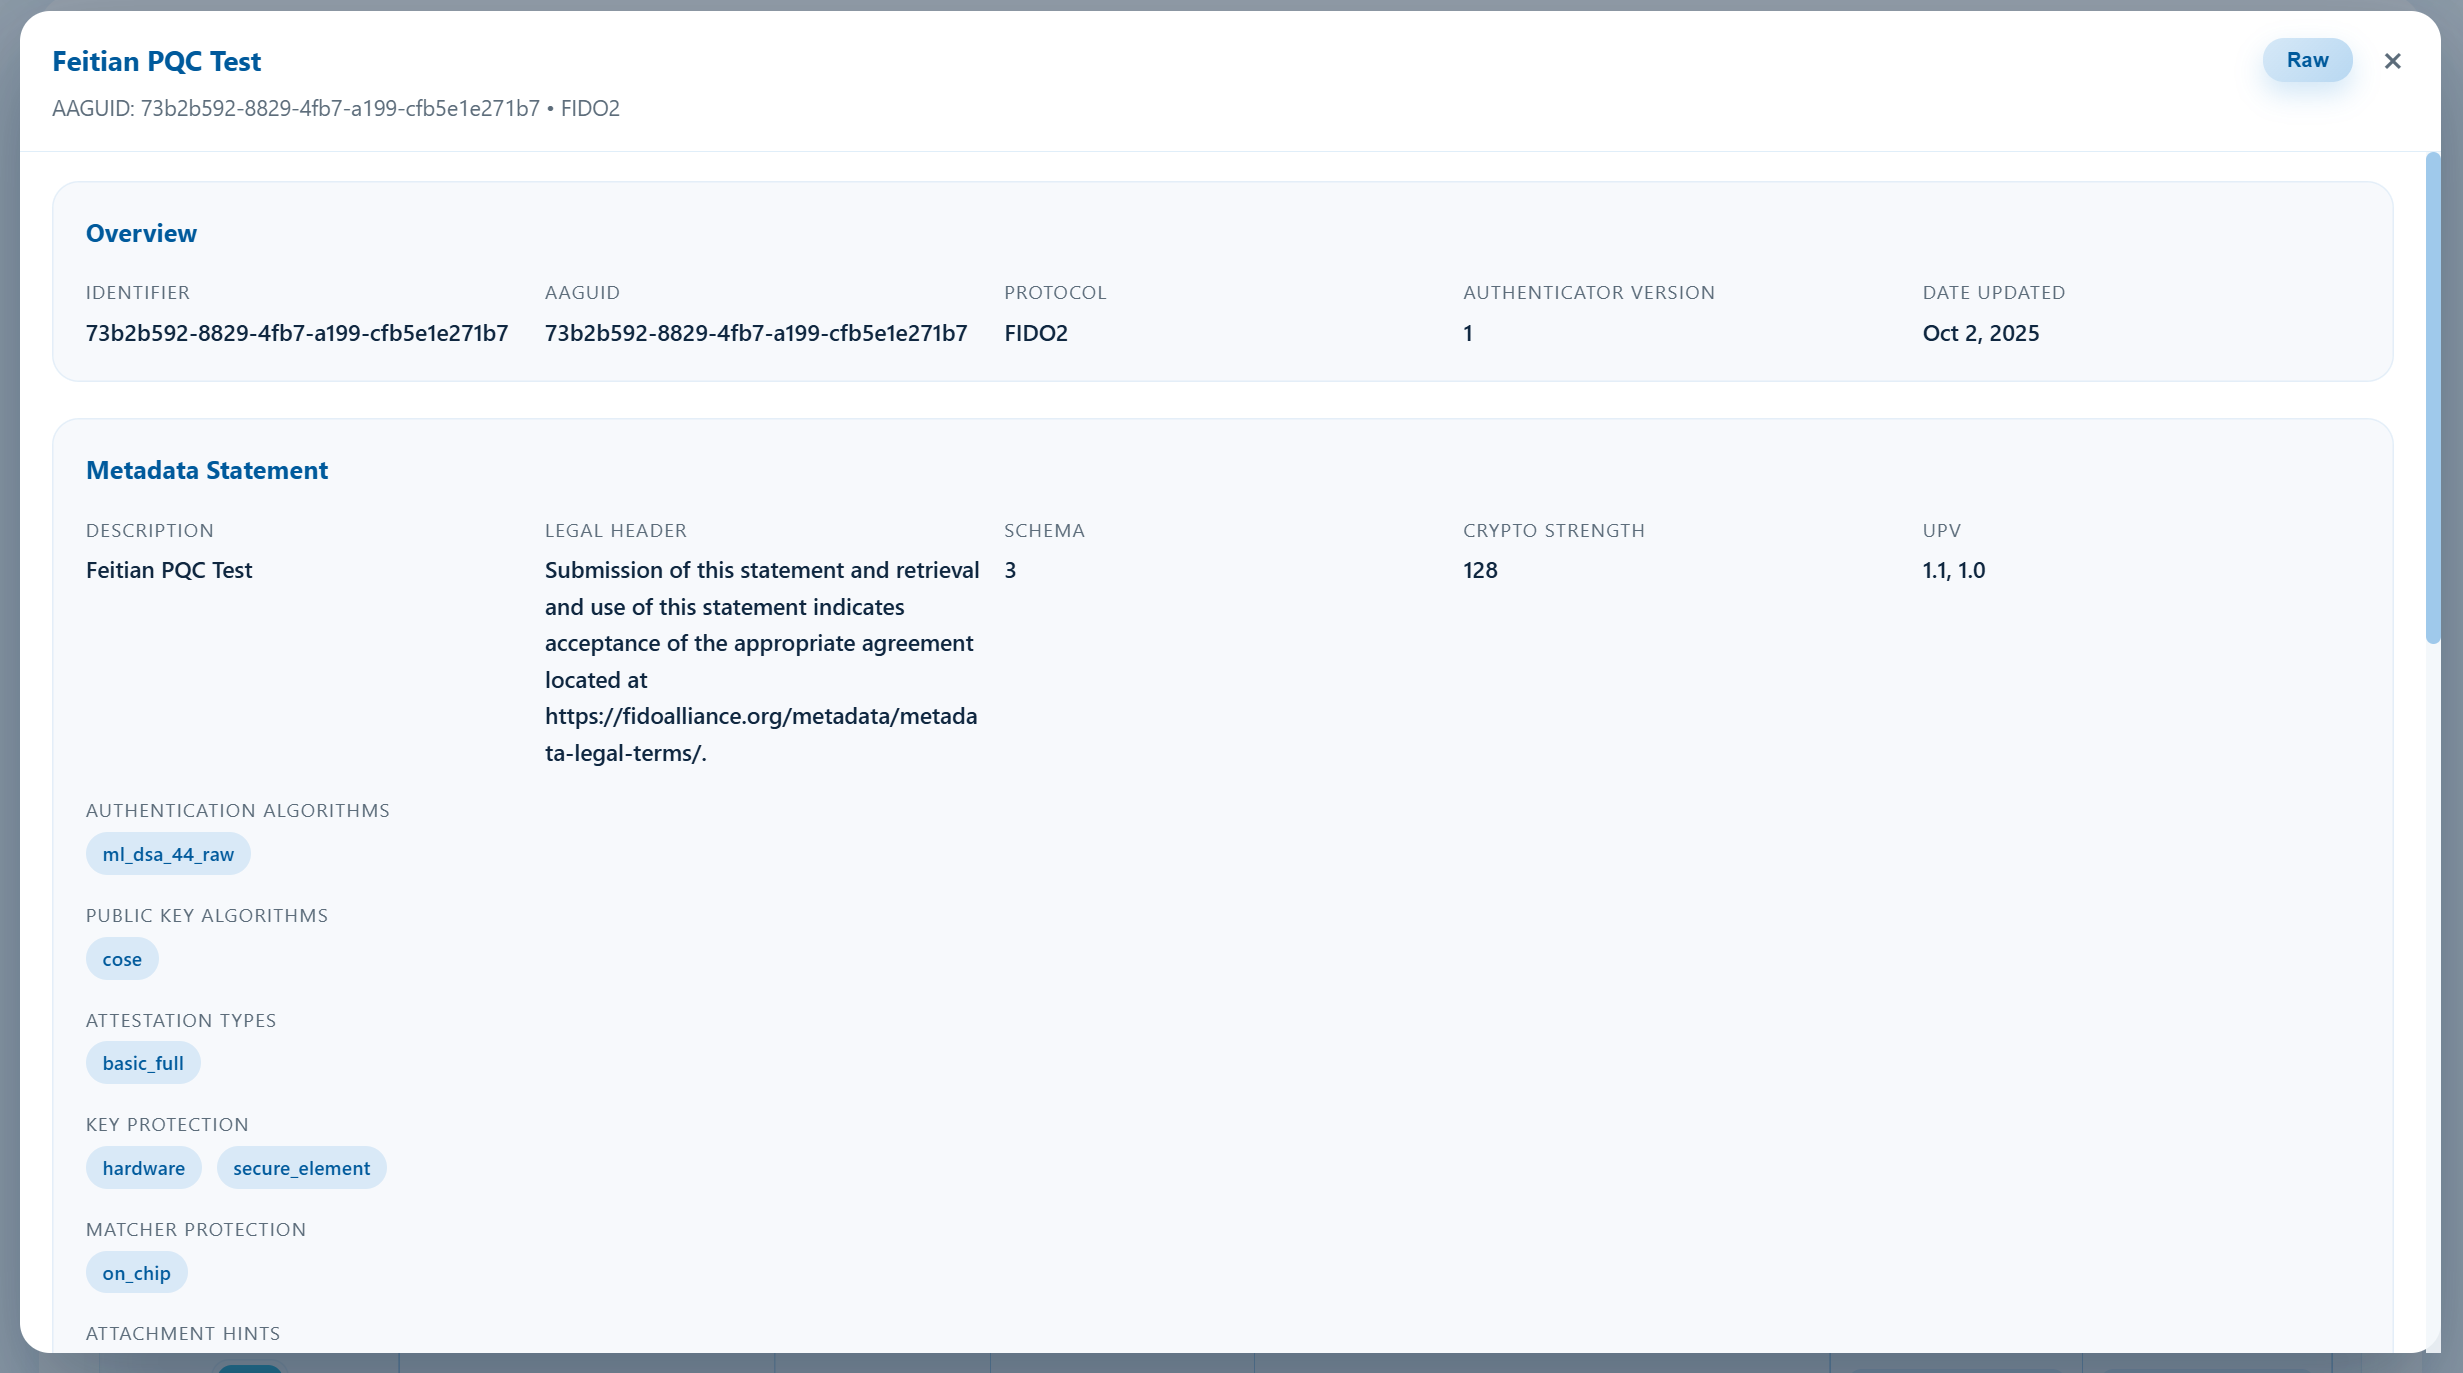 Feitian PQC Test
Raw
AAGUID: 73b2b592-8829-4fb7-a199-cfb5e1e271b7 • FIDO2
Overview
IDENTIFIER
73b2b592-8829-4fb7-a199-cfb5e1e271b7
AAGUID
73b2b592-8829-4fb7-a199-cfb5e1e271b7
PROTOCOL
FIDO2
AUTHENTICATOR VERSION
1
DATE UPDATED
Oct 2, 2025
Metadata Statement
DESCRIPTION
Feitian PQC Test
LEGAL HEADER
Submission of this statement and retrieval
and use of this statement indicates
acceptance of the appropriate agreement
located at
https://fidoalliance.org/metadata/metada
ta-legal-terms/.
SCHEMA
3
CRYPTO STRENGTH
128
UPV
1.1, 1.0
AUTHENTICATION ALGORITHMS
ml_dsa_44_raw
PUBLIC KEY ALGORITHMS
cose
ATTESTATION TYPES
basic_full
KEY PROTECTION
hardware secure_element
MATCHER PROTECTION
on_chip
ATTACHMENT HINTS